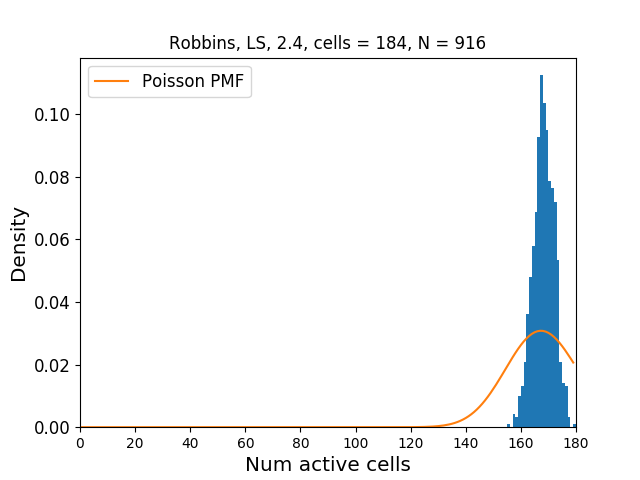 Robbins, LS, 2.4, cells = 184, N = 916
Poisson PMF
Density
0.10
0.08
0.06
0.04
0.02
0.00
0 20 40 60 80 100 120 140 160 180
Num active cells